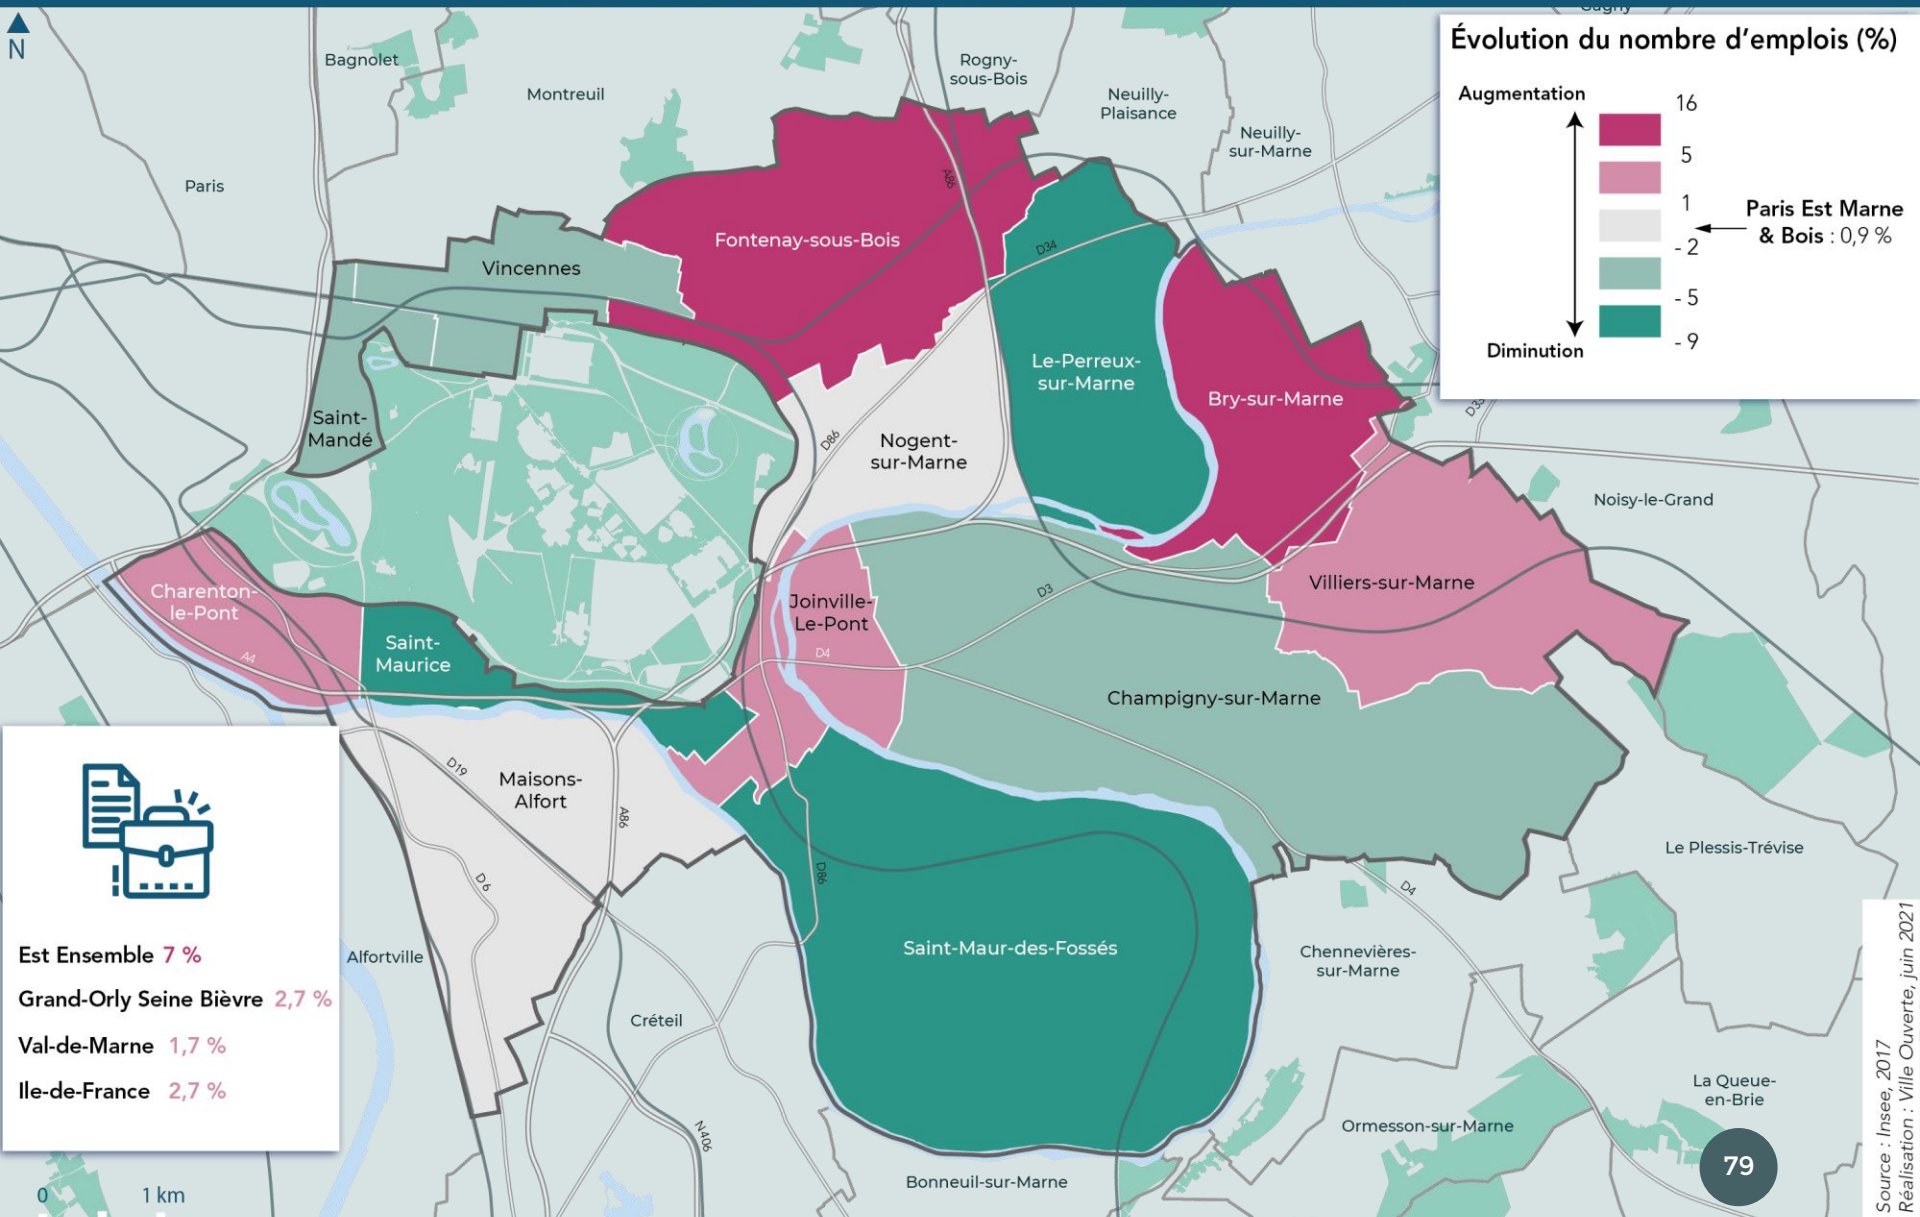 N
Bagnolet
Montreuil
Rogny-
sous-Bois
Neuilly-
Plaisance
Neuilly-
sur-Marne
Gagny
Paris
Évolution du nombre d'emplois (%)
Augmentation
16
5
1
- 2
- 5
- 9
Diminution
Paris Est Marne
& Bois : 0,9 %
A86
Fontenay-sous-Bois
D34
Vincennes
Le-Perreux-
sur-Marne
Bry-sur-Marne
Saint-
Mandé
D86
Nogent-
sur-Marne
Noisy-le-Grand
Charenton-
le-Pont
A4
Saint-
Maurice
Joinville-
Le-Pont
D4
D3
Villiers-sur-Marne
Champigny-sur-Marne
D19
Maisons-
Alfort
A86
D6
D86
Le Plessis-Trévise
D4
Est Ensemble 7 %
Grand-Orly Seine Bièvre 2,7 %
Val-de-Marne 1,7 %
Ile-de-France 2,7 %
Alfortville
Saint-Maur-des-Fossés
Chennevières-
sur-Marne
Créteil
N406
La Queue-
en-Brie
Ormesson-sur-Marne
Bonneuil-sur-Marne
0 1 km
79
Source : Insee, 2017
Réalisation : Ville Ouverte, juin 2021